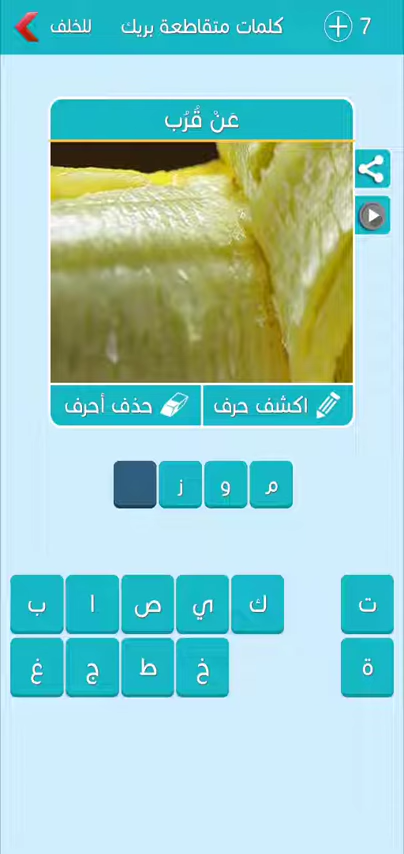 7 كلمات متقاطعة بريك للخلف
عَنْ قُرُب
اكشف حرف حذف أحرف
م و ز
ت ك ي ص ا ب
ة خ ط ج غ